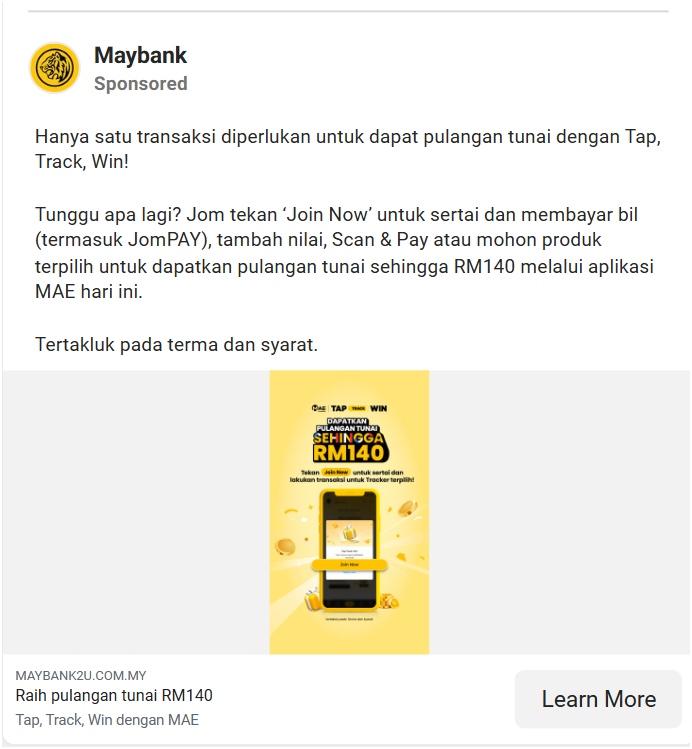 Maybank
Sponsored
Hanya satu transaksi diperlukan untuk dapat pulangan tunai dengan Tap,
Track, Win!
Tunggu apa lagi? Jom tekan ‘Join Now’ untuk sertai dan membayar bil
(termasuk JomPAY), tambah nilai, Scan & Pay atau mohon produk
terpilih untuk dapatkan pulangan tunai sehingga RM140 melalui aplikasi
MAE hari ini.
Tertakluk pada terma dan syarat.
MAE TAP TRACK WIN
DAPATKAN
PULANGAN TUNAI
SEHINGGA
RM140
Tekan Join Now untuk sertai dan
lakukan transaksi untuk Tracker terpilih!
Join Now
MAYBANK2U.COM.MY
Raih pulangan tunai RM140
Tap, Track, Win dengan MAE
Learn More